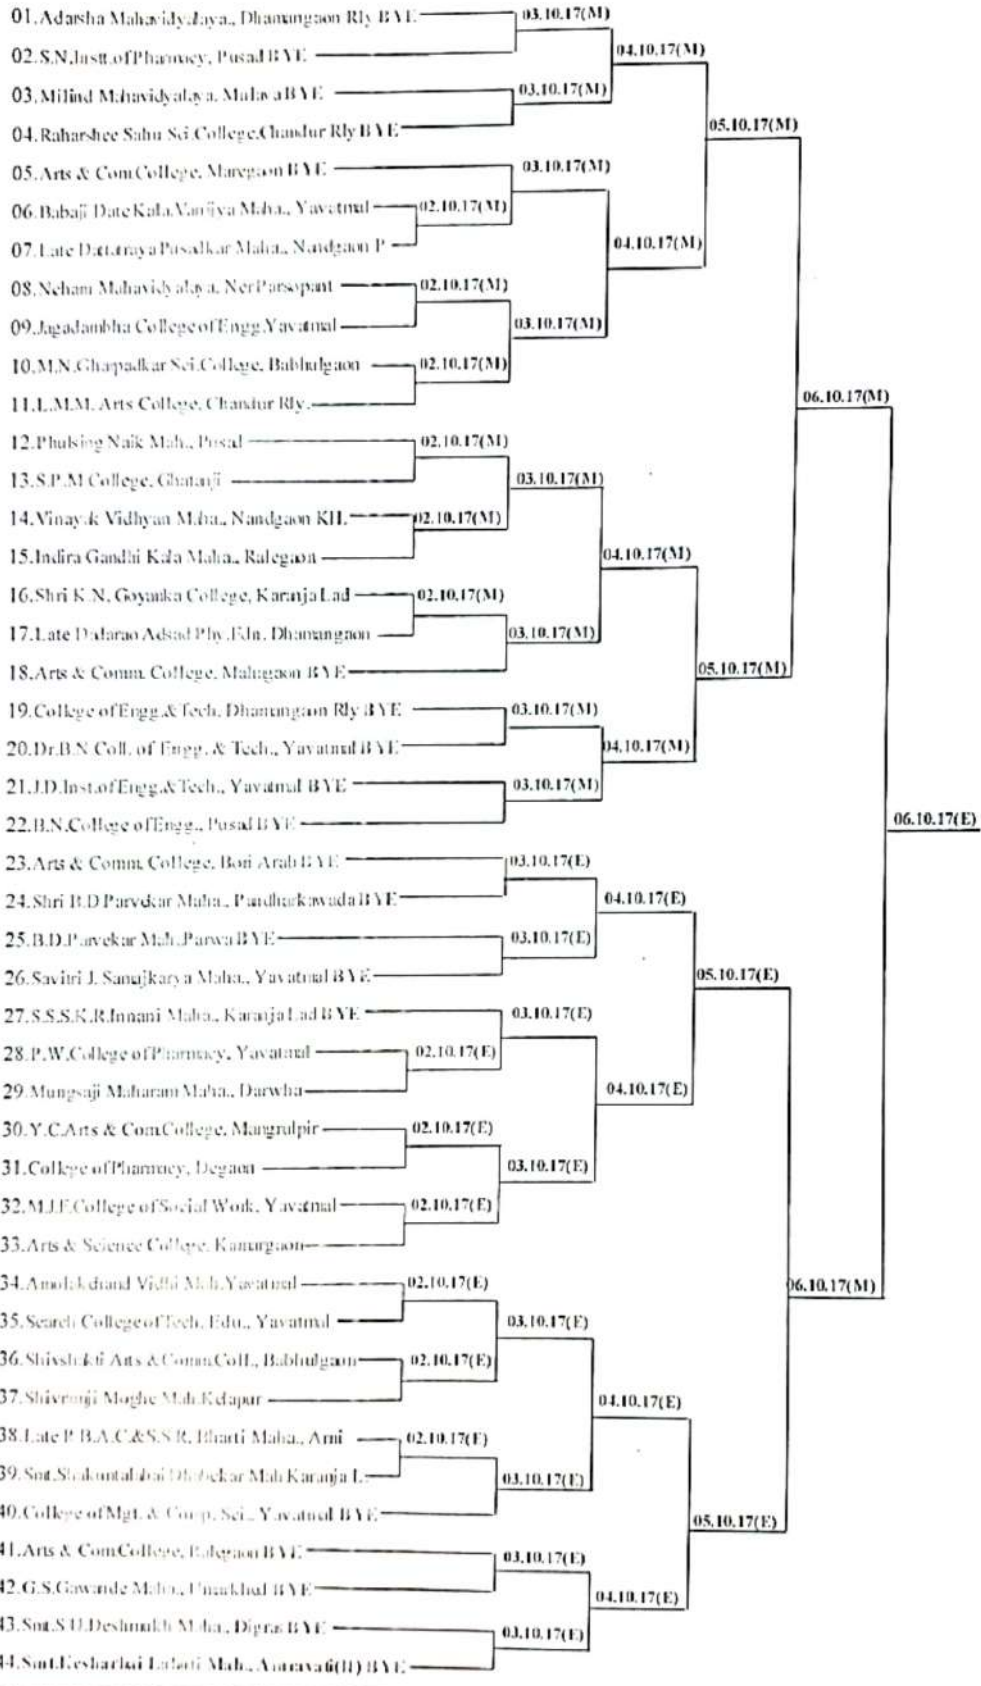 01.Adarsha Mahavidyalaya., Dhamangaon Rly BYE 03.10.17(M)
04.10.17(M)
02.S.N.Instt.of Pharmacy, Pusad BYE
03.Milind Mahavidyalaya, Mulava BYE 03.10.17(M)
05.10.17(M)
04.Raharshee Sahu Sci.College.Chandur Rly BYE
05.Arts & Com.College, Maregaon BYE 03.10.17(M)
06.Babaji Date Kala.Vanijya Maha., Yavatmal 02.10.17(M)
07.Late Dattatraya Pusadkar Maha., Nandgaon P 04.10.17(M)
08.Nehani Mahavidyalaya, Ner Parsopant 02.10.17(M)
09.Jagadambha College of Engg.Yavatmal 03.10.17(M)
10.M.N.Gharpadkar Sci.College, Babhulgaon 02.10.17(M)
06.10.17(M)
11.L.M.M. Arts College, Chandur Rly.
12.Phulsing Naik Mah., Pusad 02.10.17(M)
13.S.P.M College, Ghatanji 03.10.17(M)
14.Vinayak Vidhyan Maha., Nandgaon KH. 02.10.17(M)
15.Indira Gandhi Kala Maha., Ralegaon 04.10.17(M)
16.Shri K.N. Goyanka College, Karanja Lad 02.10.17(M)
17.Late Dalarao Adsad Phy.Edn. Dhamangaon 03.10.17(M)
18.Arts & Comm. College, Malugaon BYE 05.10.17(M)
19.College of Engg.& Tech. Dhamangaon Rly BYE 03.10.17(M)
20.Dr.B.N Coll. of Engg. & Tech., Yavatmal BYE 04.10.17(M)
21.J.D.Inst.of Engg.& Tech., Yavatmal BYE 03.10.17(M)
22.B.N.College of Engg., Pusad BYE 06.10.17(E)
23.Arts & Comm. College, Bori Arab BYE 03.10.17(E)
24.Shri B.D Parvekar Maha., Pandharkawada BYE 04.10.17(E)
25.B.D.Parvekar Mah.Parwa BYE 03.10.17(E)
26.Savitri J. Samajkarya Maha., Yavatmal BYE 05.10.17(E)
27.S.S.S.K.R.Innani Maha., Karanja Lad BYE 03.10.17(E)
28.P.W.College of Pharmacy, Yavatmal 02.10.17(E)
29.Mungsaji Maharaj Maha., Darwha 04.10.17(E)
30.Y.C.Arts & Com.College, Mangrulpir 02.10.17(E)
31.College of Pharmacy, Degaon 03.10.17(E)
32.M.J.F.College of Social Work, Yavatmal 02.10.17(E)
33.Arts & Science College, Kamargaon
34.Amolakchand Vidhi Mah.Yavatmal 02.10.17(E) 06.10.17(M)
35.Search College of Tech. Edu., Yavatmal 03.10.17(E)
36.Shivshakti Arts & Comm.Coll., Babhulgaon 02.10.17(E)
37.Shivramji Moghe Mah.Kelapur 04.10.17(E)
38.Late P.B.A.C.&S.S.R. Bharti Maha., Arni 02.10.17(E)
39.Smt.Shakuntalabai Dhabekar Mah Karanja L. 03.10.17(E)
40.College of Mgt. & Comp. Sci., Yavatmal BYE 05.10.17(E)
41.Arts & Com.College, Ralegaon BYE 03.10.17(E)
42.G.S.Gawande Maha., Umarkhed BYE 04.10.17(E)
43.Smt.S.U.Deshmukh Maha., Digras BYE 03.10.17(E)
44.Smt.Kesharbai Lahoti Mah., Amravati(H) BYE